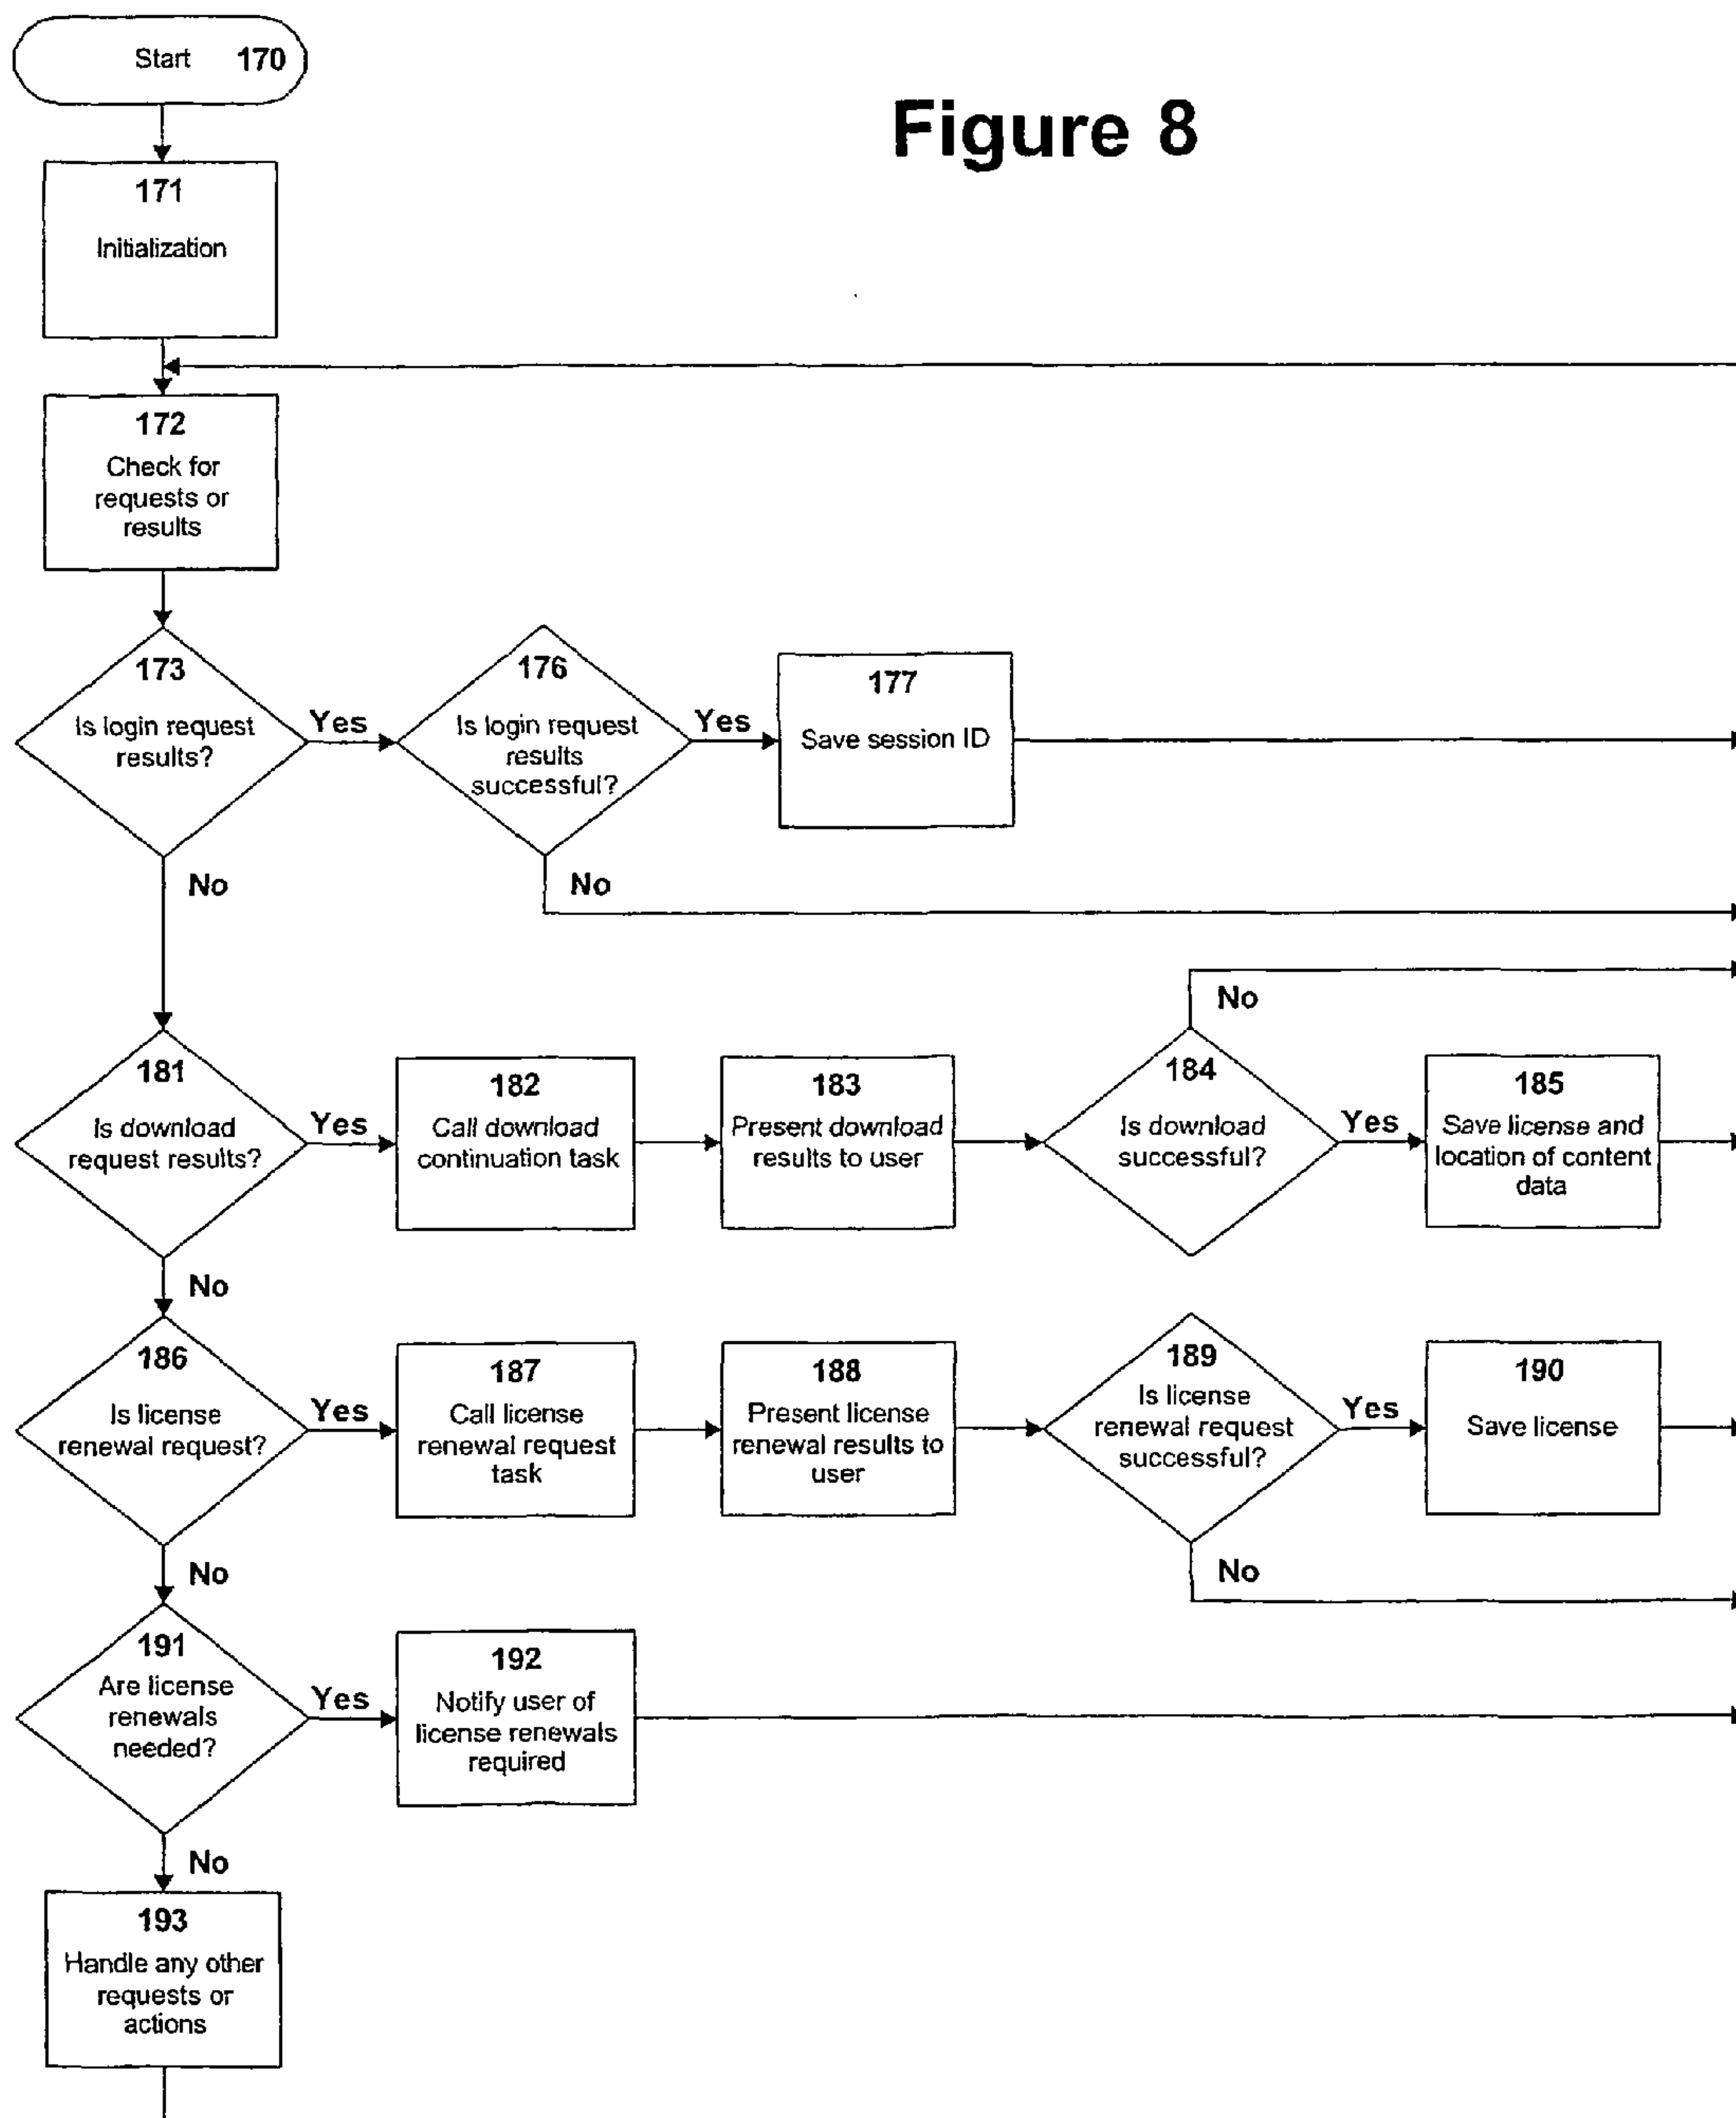 Start 170
Figure 8
171
Initialization
172
Check for
requests or
results
173
Is login request
results?
Yes
No
176
Is login request
results
successful?
Yes
No
177
Save session ID
181
Is download
request results?
Yes
No
182
Call download
continuation task
183
Present download
results to user
184
Is download
successful?
No
Yes
185
Save license and
location of content
data
186
Is license
renewal request?
Yes
No
187
Call license
renewal request
task
188
Present license
renewal results to
user
189
Is license
renewal request
successful?
Yes
No
190
Save license
191
Are license
renewals
needed?
Yes
No
192
Notify user of
license renewals
required
193
Handle any other
requests or
actions